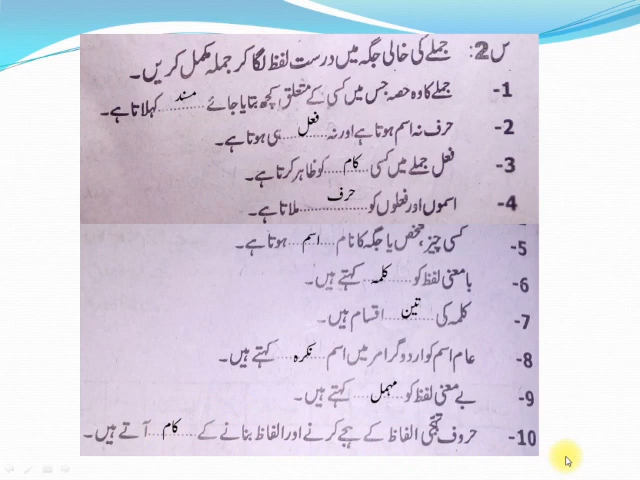 س2: جملے کی خالی جگہ میں درست لفظ لگا کر جملہ مکمل کریں۔
1- جملے کا وہ حصہ جس میں کسی کے متعلق کچھ بتایا جائے ....مسند.... کہلاتا ہے۔
2- حرف نہ اسم ہوتا ہے اور نہ ....فعل.... ہی ہوتا ہے۔
3- فعل جملے میں کسی ....کام.... کو ظاہر کرتا ہے۔
4- اسموں اور فعلوں کو ....حرف.... ملاتا ہے۔
5- کسی چیز، شخص یا جگہ کا نام ....اسم.... ہوتا ہے۔
6- بامعنی لفظ کو ....کلمہ.... کہتے ہیں۔
7- کلمہ کی ....تین.... اقسام ہیں۔
8- عام اسم کو اردو گرامر میں اسم ....نکرہ.... کہتے ہیں۔
9- بے معنی لفظ کو ....مہمل.... کہتے ہیں۔
10- حروف تہجی الفاظ کے ہجے کرنے اور الفاظ بنانے کے ....کام.... آتے ہیں۔